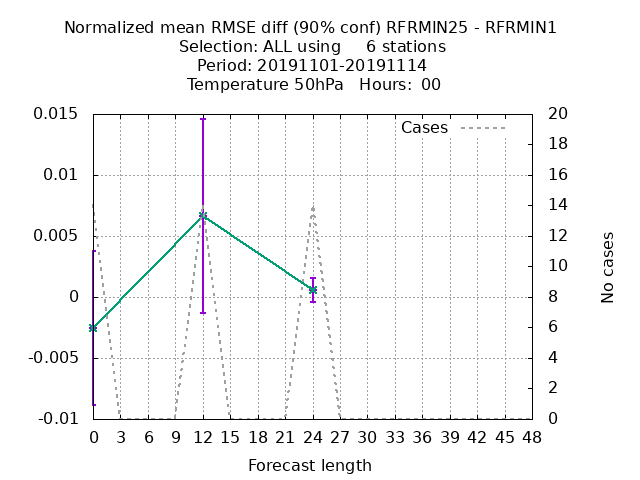 Normalized mean RMSE diff (90% conf) RFRMIN25 - RFRMIN1
Selection: ALL using     6 stations
Period: 20191101-20191114
Temperature 50hPa   Hours:  00
Cases
0.015
0.01
0.005
0
-0.005
-0.01
20
18
16
14
12
10
8
6
4
2
0
No cases
0 3 6 9 12 15 18 21 24 27 30 33 36 39 42 45 48
Forecast length